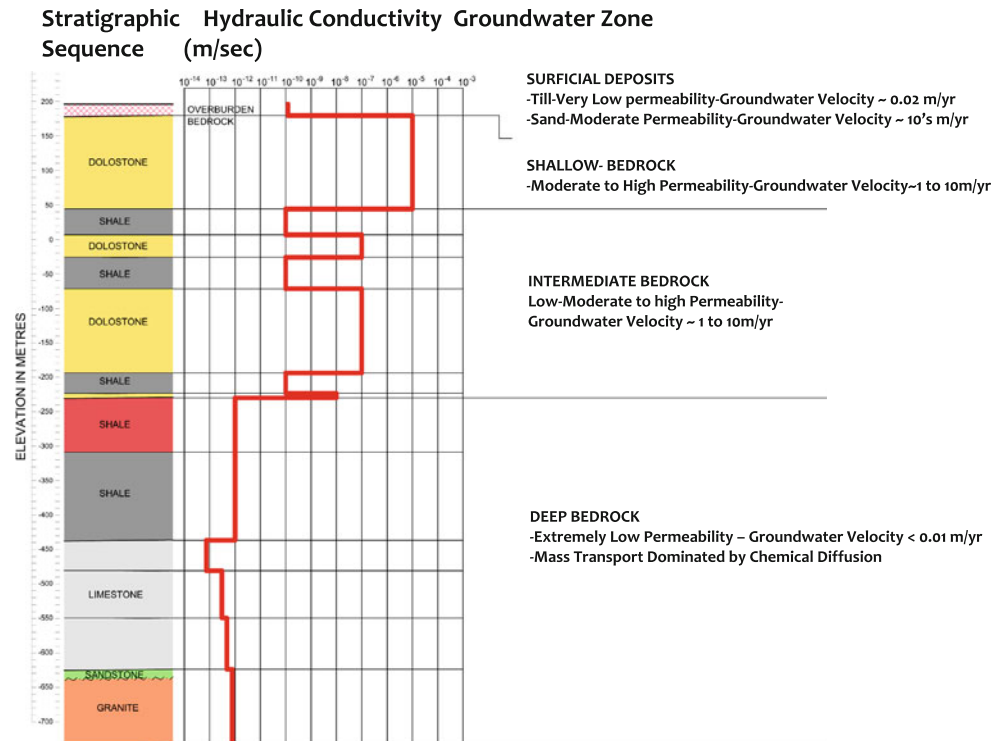 Stratigraphic Hydraulic Conductivity Groundwater Zone
Sequence (m/sec)
10-14 10-13 10-12 10-11 10-10 10-9 10-8 10-7 10-6 10-5 10-4 10-3
OVERBURDEN
BEDROCK
ELEVATION IN METRES
200
150
100
50
0
-50
-100
-150
-200
-250
-300
-350
-400
-450
-500
-550
-600
-650
-700
DOLOSTONE
SHALE
DOLOSTONE
SHALE
DOLOSTONE
SHALE
SHALE
SHALE
LIMESTONE
SANDSTONE
GRANITE
SURFICIAL DEPOSITS
-Till-Very Low permeability-Groundwater Velocity ~ 0.02 m/yr
-Sand-Moderate Permeability-Groundwater Velocity ~ 10's m/yr
SHALLOW- BEDROCK
-Moderate to High Permeability-Groundwater Velocity~1 to 10m/yr
INTERMEDIATE BEDROCK
Low-Moderate to high Permeability-
Groundwater Velocity ~ 1 to 10m/yr
DEEP BEDROCK
-Extremely Low Permeability – Groundwater Velocity < 0.01 m/yr
-Mass Transport Dominated by Chemical Diffusion